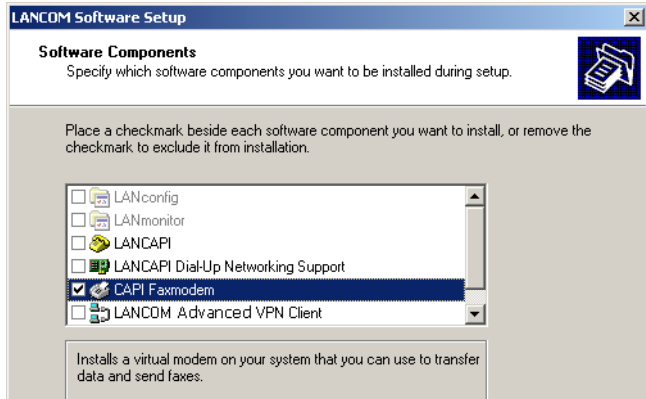 LANCOM Software Setup
Software Components
Specify which software components you want to be installed during setup.
Place a checkmark beside each software component you want to install, or remove the
checkmark to exclude it from installation.
LANconfig
LANmonitor
LANCAPI
LANCAPI Dial-Up Networking Support
CAPI Faxmodem
LANCOM Advanced VPN Client
Installs a virtual modem on your system that you can use to transfer
data and send faxes.